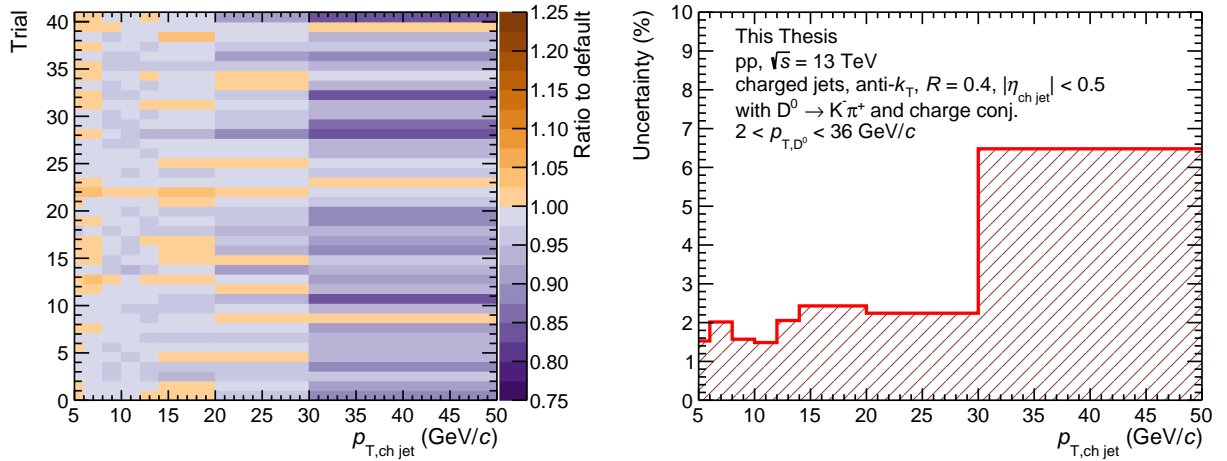 Trial
40
35
30
25
20
15
10
5
0
5 10 15 20 25 30 35 40 45 50
p_T,ch jet (GeV/c)
1.25
1.20
1.15
1.10
1.05
1.00
0.95
0.90
0.85
0.80
0.75
Ratio to default
Uncertainty (%)
10
9
8
7
6
5
4
3
2
1
0
This Thesis
pp, √s = 13 TeV
charged jets, anti-k_T, R = 0.4, |η_ch jet| < 0.5
with D⁰ → K⁻π⁺ and charge conj.
2 < p_T,D⁰ < 36 GeV/c
5 10 15 20 25 30 35 40 45 50
p_T,ch jet (GeV/c)